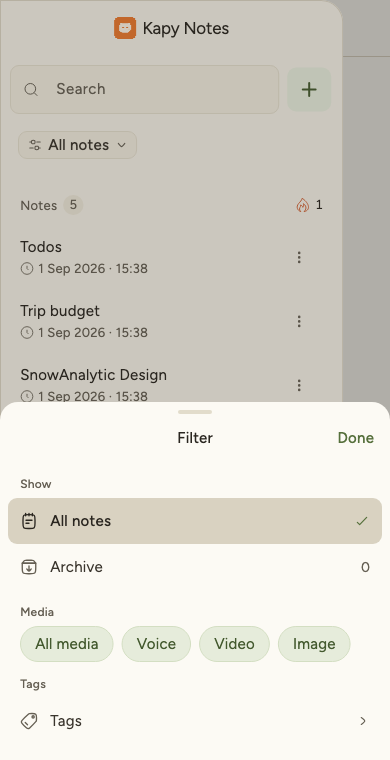 Kapy Notes
Search
All notes
Notes 5 1
Todos
1 Sep 2026 · 15:38
Trip budget
1 Sep 2026 · 15:38
SnowAnalytic Design
1 Sep 2026 · 15:38
Filter Done
Show
All notes
Archive 0
Media
All media Voice Video Image
Tags
Tags